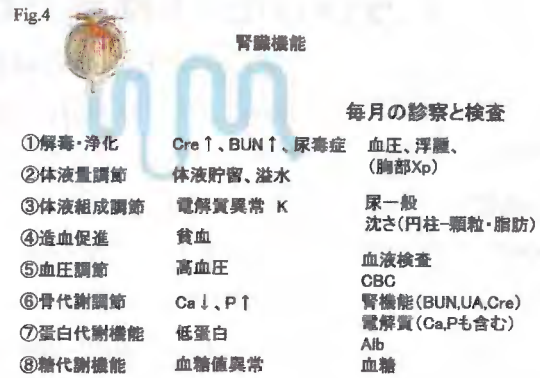 Fig.4
腎臓機能
毎月の診察と検査
①解毒・浄化 Cre↑、BUN↑、尿毒症
②体液量調節 体液貯留、溢水
③体液組成調節 電解質異常 K
④造血促進 貧血
⑤血圧調節 高血圧
⑥骨代謝調節 Ca↓、P↑
⑦蛋白代謝機能 低蛋白
⑧糖代謝機能 血糖値異常
血圧、浮腫、
(胸部Xp)
尿一般
沈さ(円柱-顆粒・脂肪)
血液検査
CBC
腎機能(BUN,UA,Cre)
電解質(Ca,Pも含む)
Alb
血糖